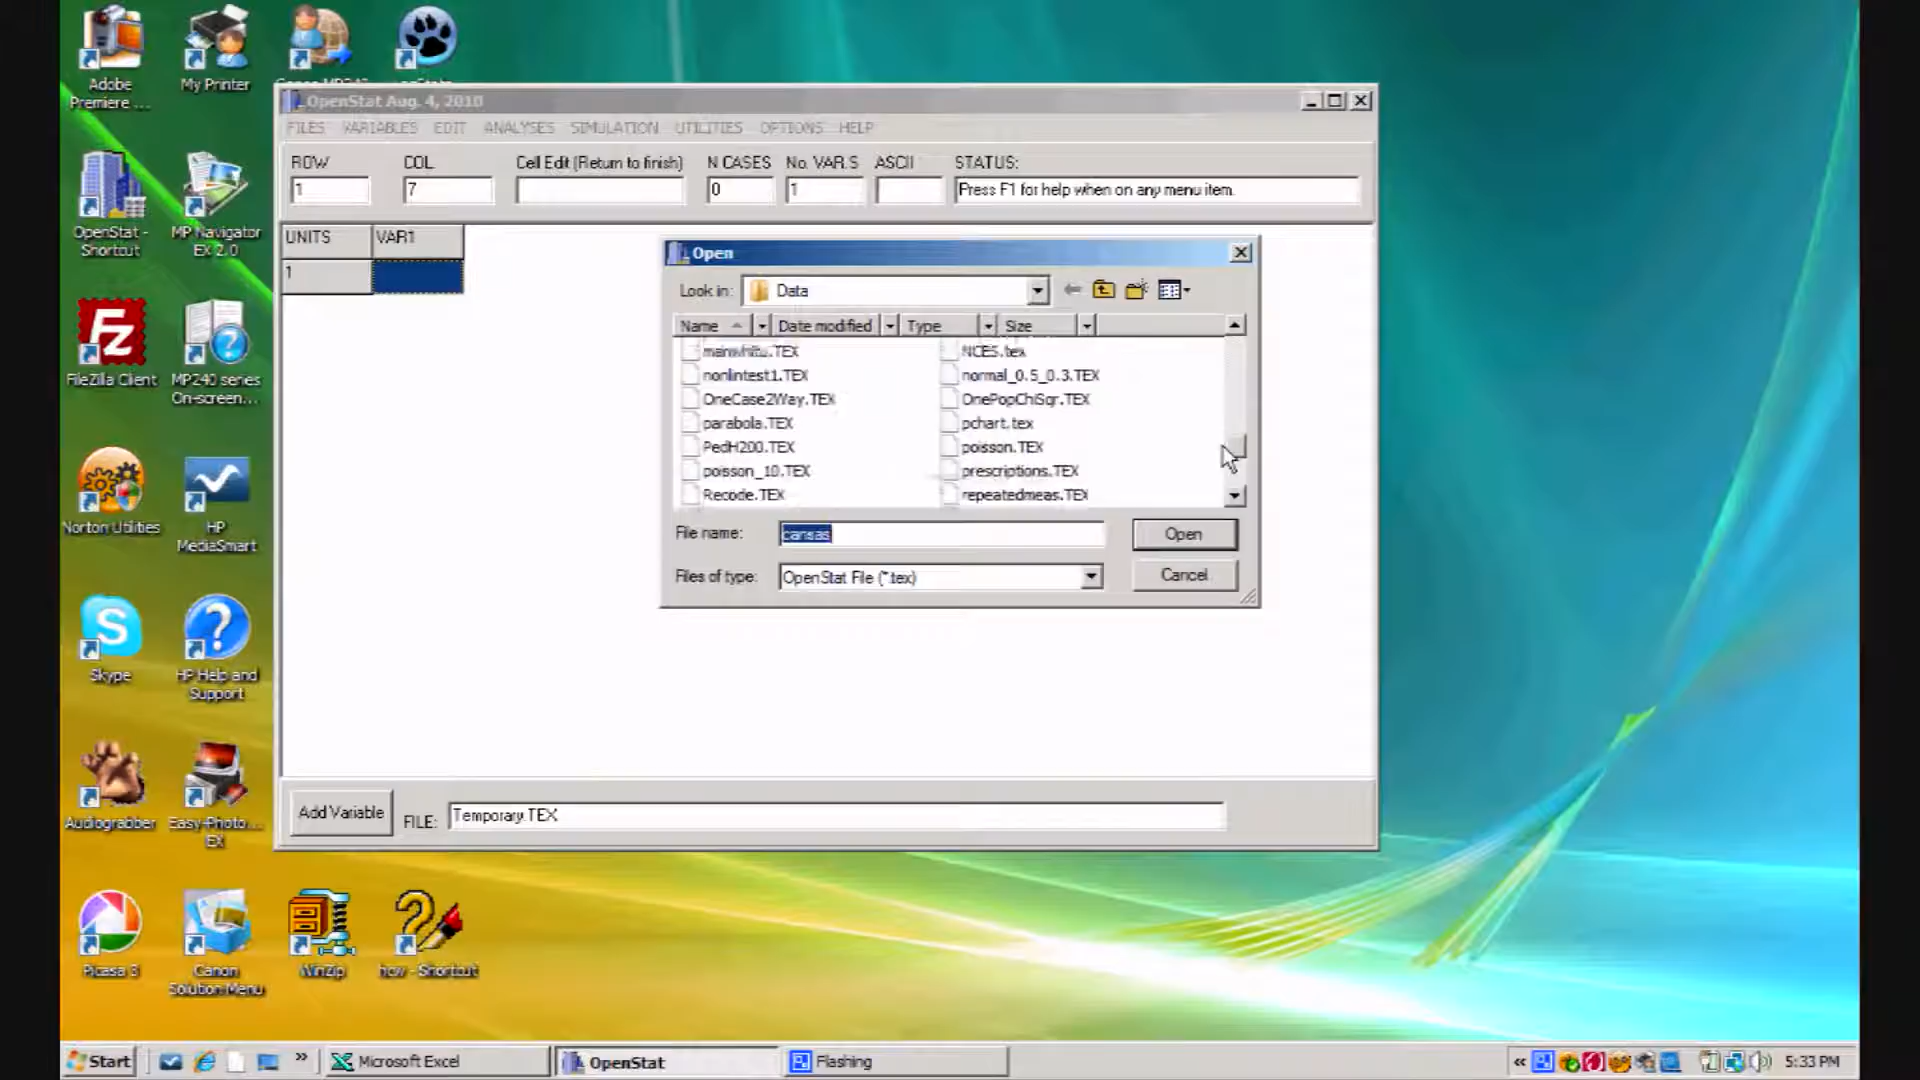 Adobe
Premiere ...
My Printer
OpenStat -
Shortcut
MP Navigator
EX 2.0
FileZilla Client
MP240 series
On-screen...
Norton Utilities
HP
MediaSmart
Skype
HP Help and
Support
Audiograbber
Easy-Photo...
EX
Picasa 3
Canon
Solution Menu
WinZip
how - Shortcut
OpenStat Aug. 4, 2010
FILES VARIABLES EDIT ANALYSES SIMULATION UTILITIES OPTIONS HELP
ROW COL Cell Edit (Return to finish) N CASES No. VAR.S ASCII STATUS:
1 7 0 1 Press F1 for help when on any menu item.
UNITS VAR1
1
Open
Look in: Data
Name Date modified Type Size
NCES.tex
nonlintest1.TEX normal_0.5_0.3.TEX
OneCase2Way.TEX OnePopChiSqr.TEX
parabola.TEX pchart.tex
PedH200.TEX poisson.TEX
poisson_10.TEX prescriptions.TEX
Recode.TEX repeatedmeas.TEX
File name: cansas Open
Files of type: OpenStat File (*.tex) Cancel
Add Variable FILE: Temporary.TEX
Start » Microsoft Excel OpenStat Flashing « 5:33 PM